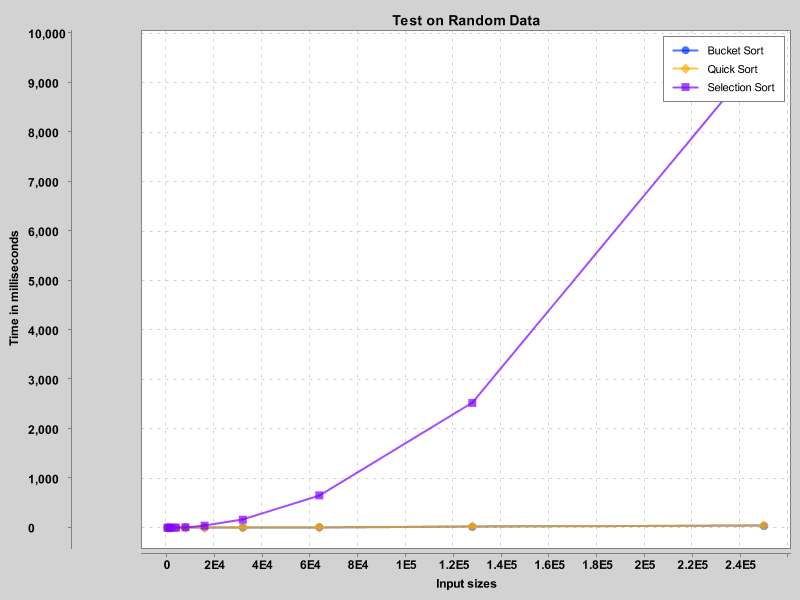 Test on Random Data
10,000
9,000
8,000
7,000
6,000
5,000
4,000
3,000
2,000
1,000
0
Time in milliseconds
Bucket Sort
Quick Sort
Selection Sort
0 2E4 4E4 6E4 8E4 1E5 1.2E5 1.4E5 1.6E5 1.8E5 2E5 2.2E5 2.4E5
Input sizes